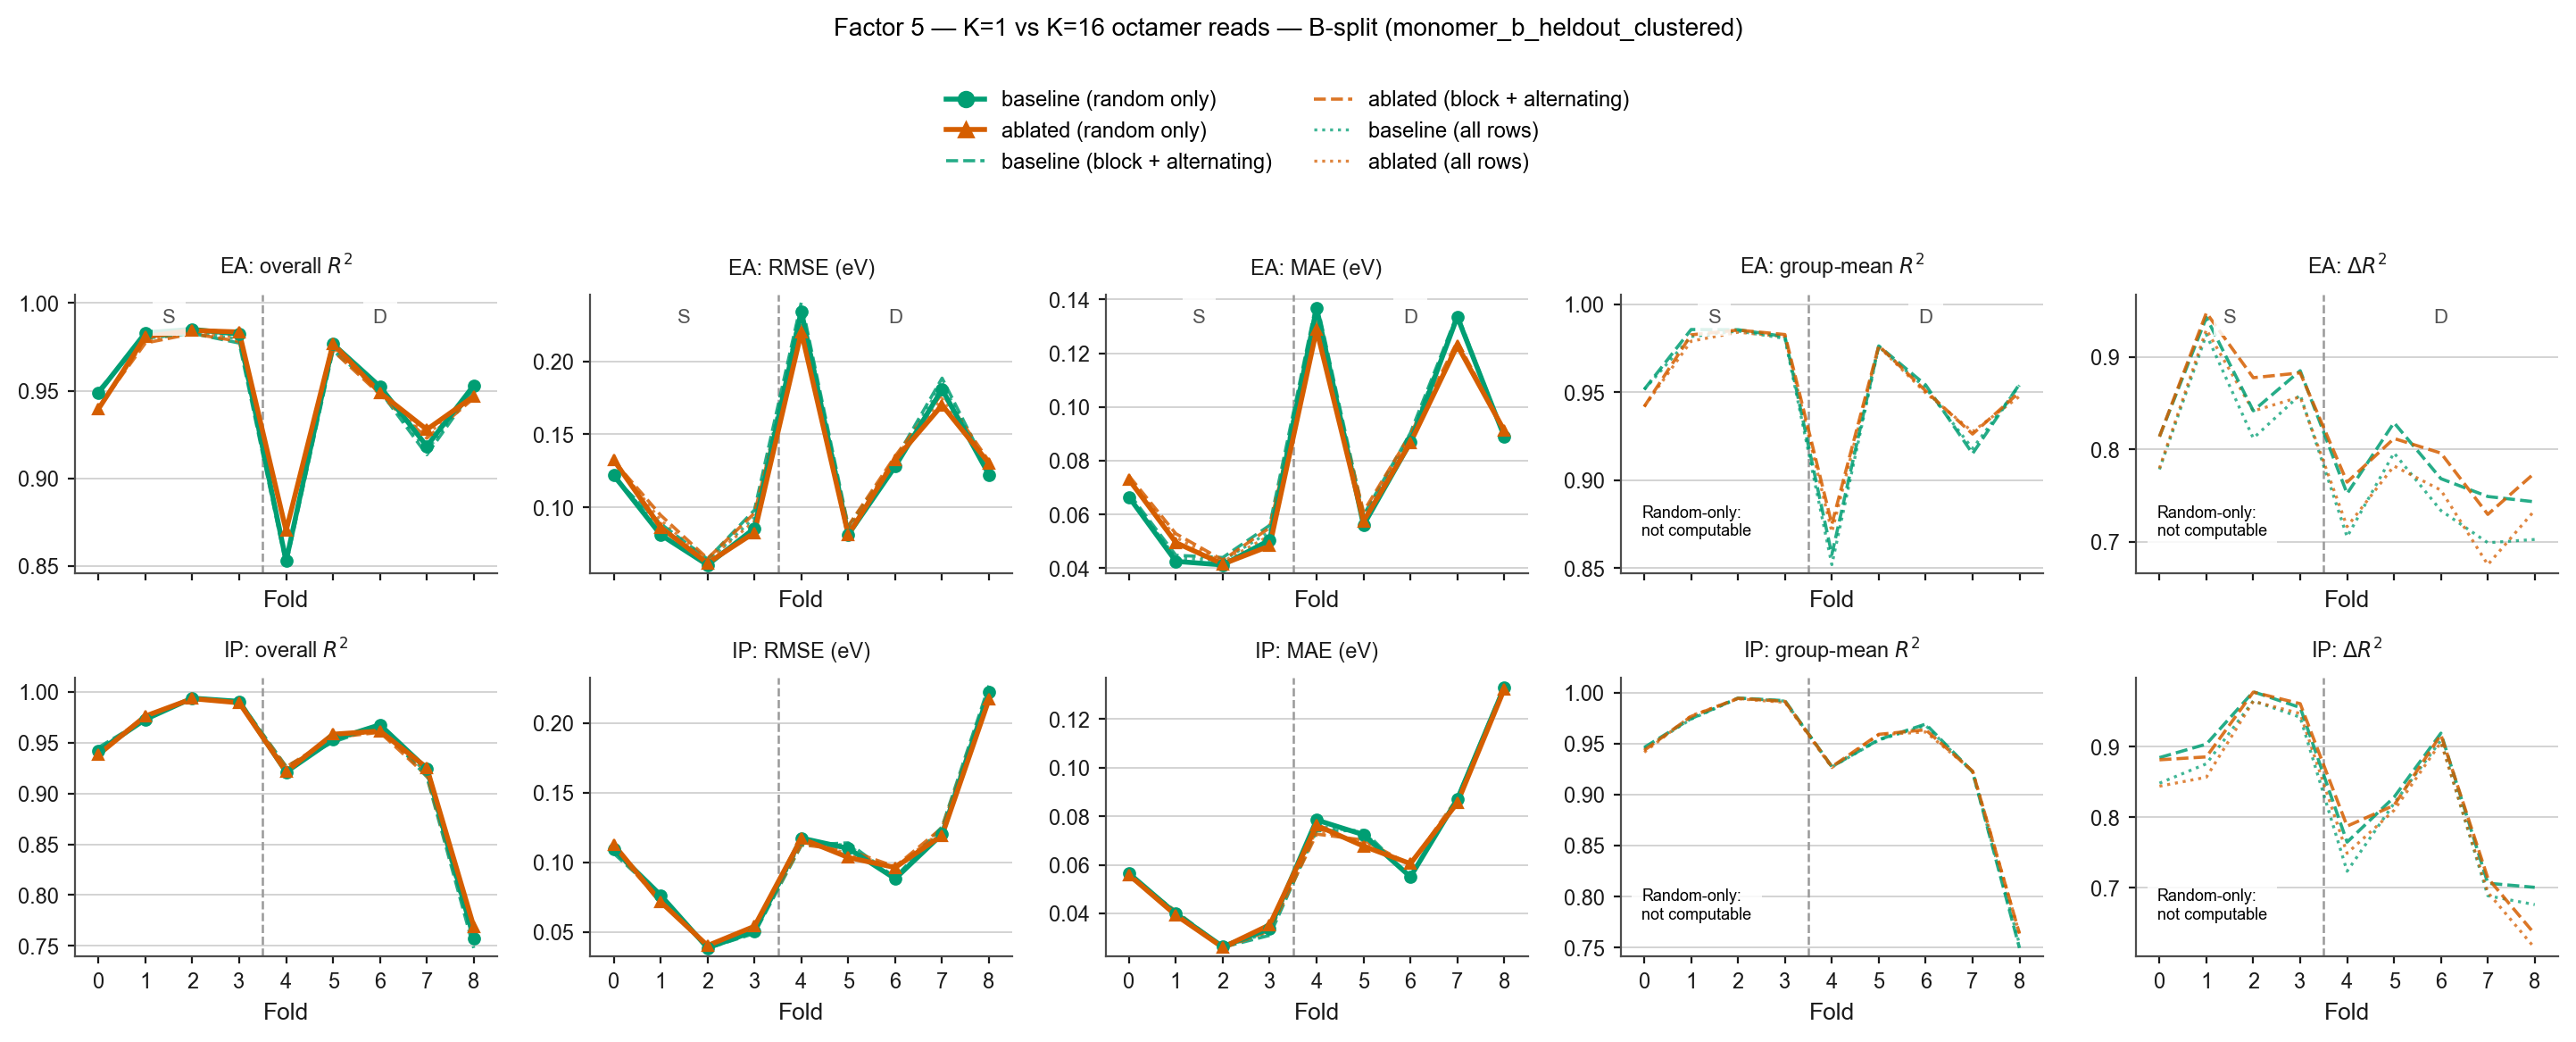 Factor 5 — K=1 vs K=16 octamer reads — B-split (monomer_b_heldout_clustered)
baseline (random only)
ablated (random only)
baseline (block + alternating)
ablated (block + alternating)
baseline (all rows)
ablated (all rows)
EA: overall R²
1.00
0.95
0.90
0.85
S
D
Fold
EA: RMSE (eV)
0.20
0.15
0.10
S
D
Fold
EA: MAE (eV)
0.14
0.12
0.10
0.08
0.06
0.04
S
D
Fold
EA: group-mean R²
1.00
0.95
0.90
0.85
S
D
Random-only:
not computable
Fold
EA: ΔR²
0.9
0.8
0.7
S
D
Random-only:
not computable
Fold
IP: overall R²
1.00
0.95
0.90
0.85
0.80
0.75
0 1 2 3 4 5 6 7 8
Fold
IP: RMSE (eV)
0.20
0.15
0.10
0.05
0 1 2 3 4 5 6 7 8
Fold
IP: MAE (eV)
0.12
0.10
0.08
0.06
0.04
0 1 2 3 4 5 6 7 8
Fold
IP: group-mean R²
1.00
0.95
0.90
0.85
0.80
0.75
Random-only:
not computable
0 1 2 3 4 5 6 7 8
Fold
IP: ΔR²
0.9
0.8
0.7
Random-only:
not computable
0 1 2 3 4 5 6 7 8
Fold